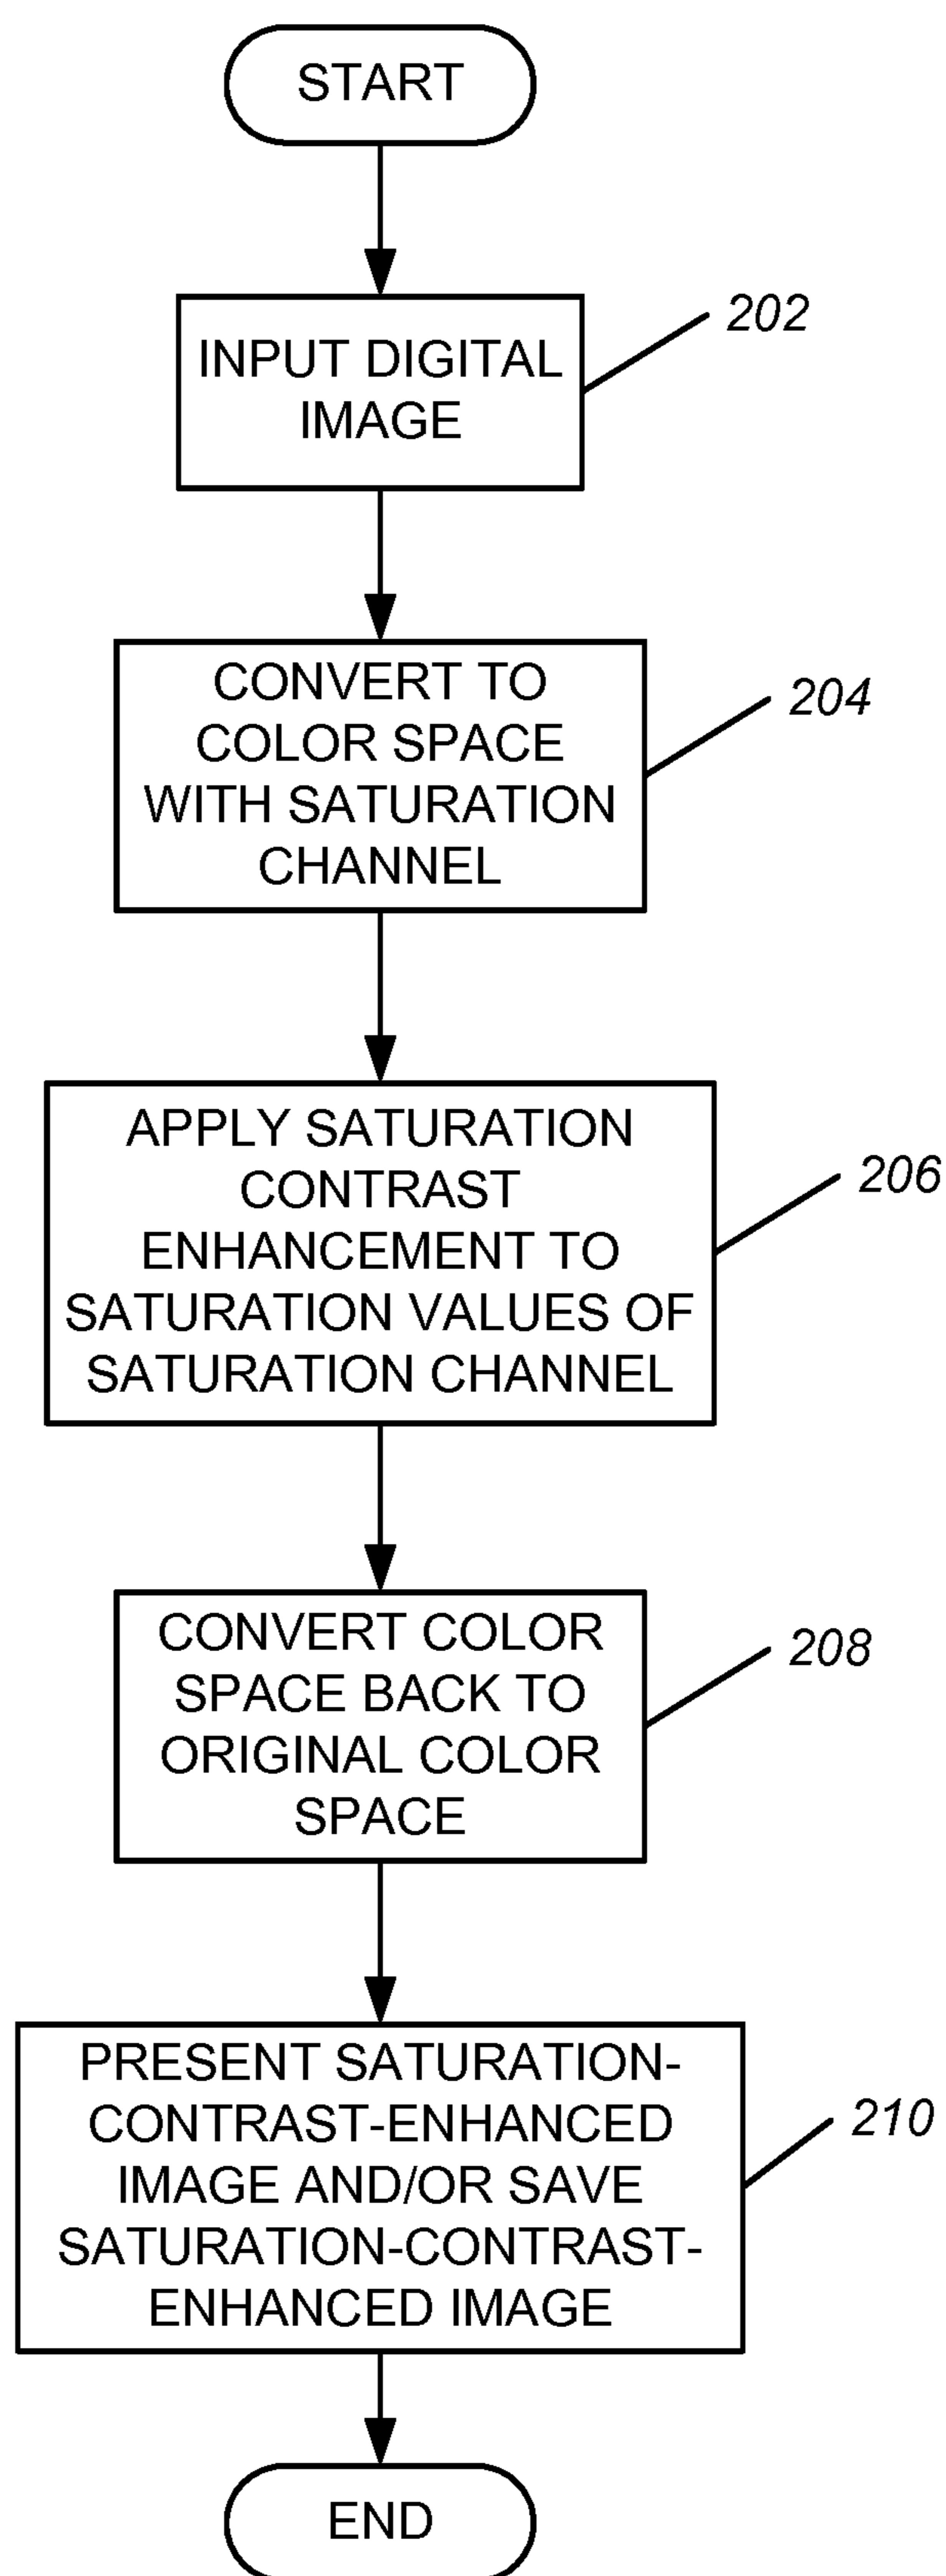 START
INPUT DIGITAL
IMAGE
202
CONVERT TO
COLOR SPACE
WITH SATURATION
CHANNEL
204
APPLY SATURATION
CONTRAST
ENHANCEMENT TO
SATURATION VALUES OF
SATURATION CHANNEL
206
CONVERT COLOR
SPACE BACK TO
ORIGINAL COLOR
SPACE
208
PRESENT SATURATION-
CONTRAST-ENHANCED
IMAGE AND/OR SAVE
SATURATION-CONTRAST-
ENHANCED IMAGE
210
END